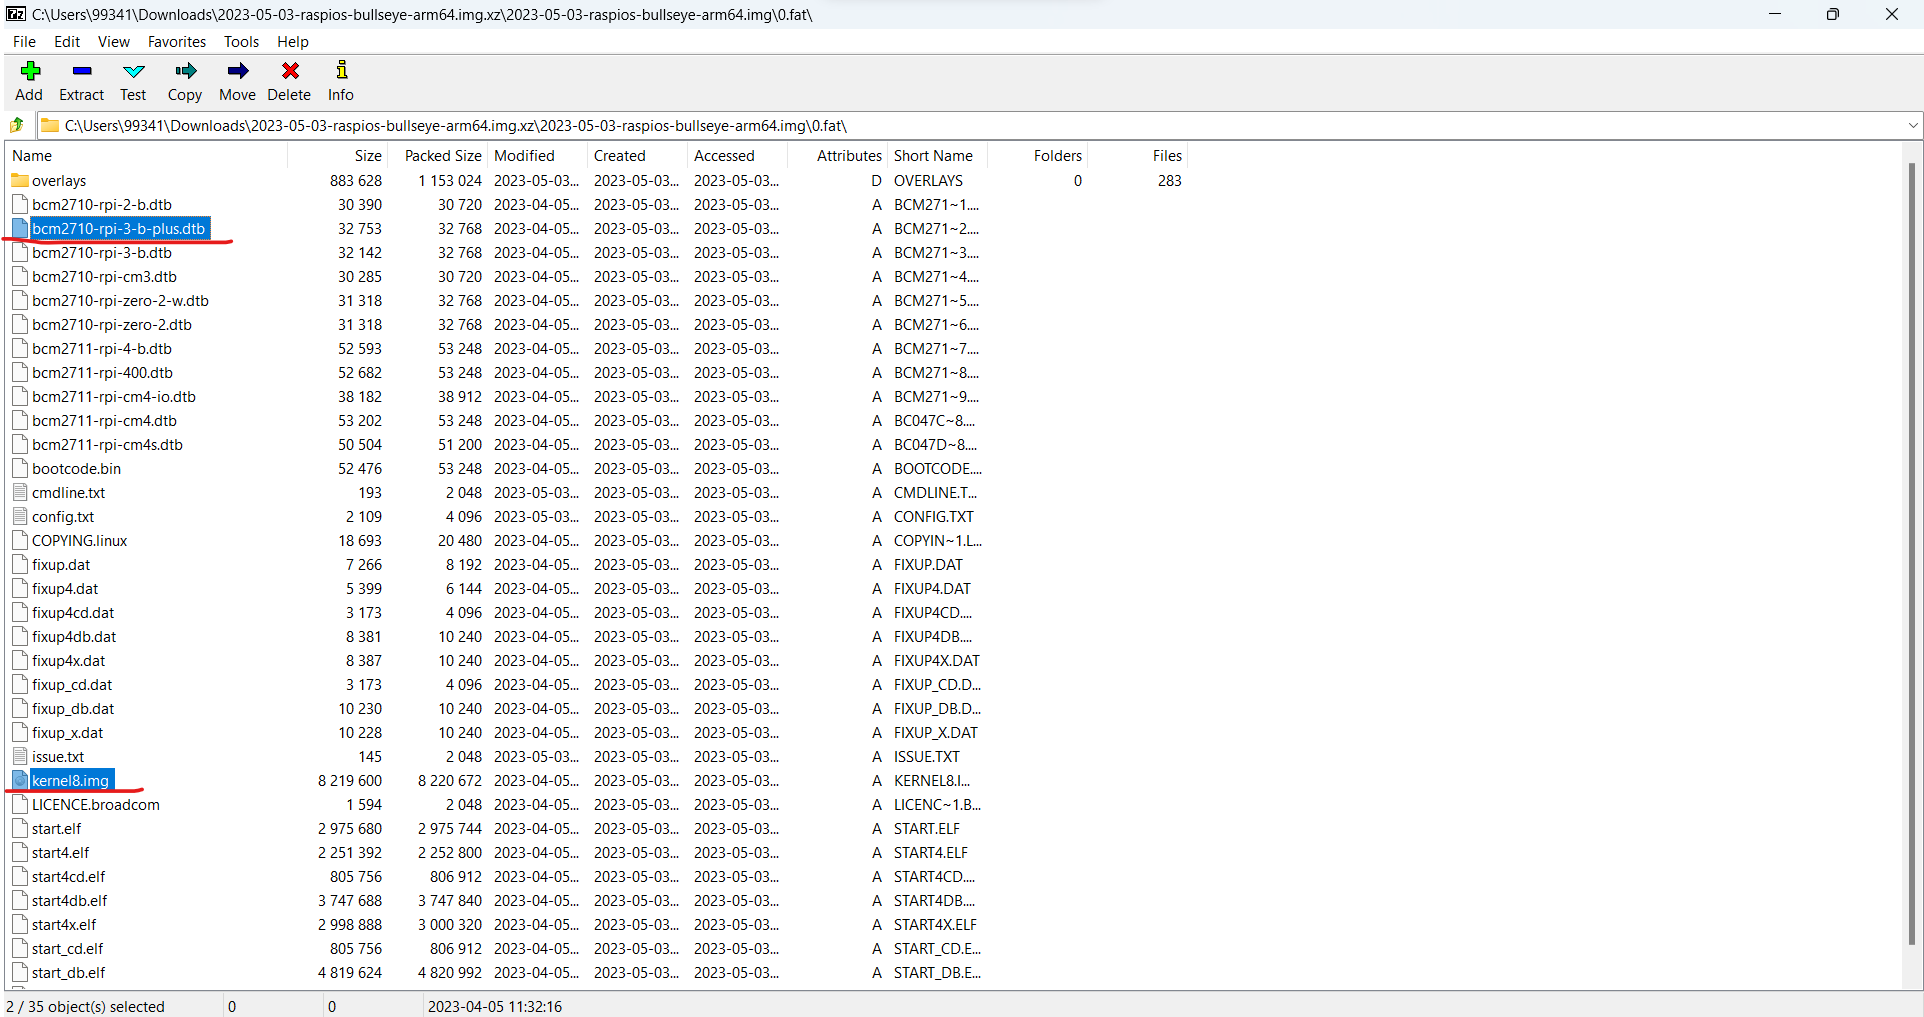 C:\Users\99341\Downloads\2023-05-03-raspios-bullseye-arm64.img.xz\2023-05-03-raspios-bullseye-arm64.img\0.fat\
File Edit View Favorites Tools Help
Add Extract Test Copy Move Delete Info
C:\Users\99341\Downloads\2023-05-03-raspios-bullseye-arm64.img.xz\2023-05-03-raspios-bullseye-arm64.img\0.fat\
Name Size Packed Size Modified Created Accessed Attributes Short Name Folders Files
overlays 883 628 1 153 024 2023-05-03... 2023-05-03... 2023-05-03... D OVERLAYS 0 283
bcm2710-rpi-2-b.dtb 30 390 30 720 2023-04-05... 2023-05-03... 2023-05-03... A BCM271~1....
bcm2710-rpi-3-b-plus.dtb 32 753 32 768 2023-04-05... 2023-05-03... 2023-05-03... A BCM271~2....
bcm2710-rpi-3-b.dtb 32 142 32 768 2023-04-05... 2023-05-03... 2023-05-03... A BCM271~3....
bcm2710-rpi-cm3.dtb 30 285 30 720 2023-04-05... 2023-05-03... 2023-05-03... A BCM271~4....
bcm2710-rpi-zero-2-w.dtb 31 318 32 768 2023-04-05... 2023-05-03... 2023-05-03... A BCM271~5....
bcm2710-rpi-zero-2.dtb 31 318 32 768 2023-04-05... 2023-05-03... 2023-05-03... A BCM271~6....
bcm2711-rpi-4-b.dtb 52 593 53 248 2023-04-05... 2023-05-03... 2023-05-03... A BCM271~7....
bcm2711-rpi-400.dtb 52 682 53 248 2023-04-05... 2023-05-03... 2023-05-03... A BCM271~8....
bcm2711-rpi-cm4-io.dtb 38 182 38 912 2023-04-05... 2023-05-03... 2023-05-03... A BCM271~9....
bcm2711-rpi-cm4.dtb 53 202 53 248 2023-04-05... 2023-05-03... 2023-05-03... A BC047C~8....
bcm2711-rpi-cm4s.dtb 50 504 51 200 2023-04-05... 2023-05-03... 2023-05-03... A BC047D~8....
bootcode.bin 52 476 53 248 2023-04-05... 2023-05-03... 2023-05-03... A BOOTCODE....
cmdline.txt 193 2 048 2023-05-03... 2023-05-03... 2023-05-03... A CMDLINE.T...
config.txt 2 109 4 096 2023-05-03... 2023-05-03... 2023-05-03... A CONFIG.TXT
COPYING.linux 18 693 20 480 2023-04-05... 2023-05-03... 2023-05-03... A COPYIN~1.L...
fixup.dat 7 266 8 192 2023-04-05... 2023-05-03... 2023-05-03... A FIXUP.DAT
fixup4.dat 5 399 6 144 2023-04-05... 2023-05-03... 2023-05-03... A FIXUP4.DAT
fixup4cd.dat 3 173 4 096 2023-04-05... 2023-05-03... 2023-05-03... A FIXUP4CD....
fixup4db.dat 8 381 10 240 2023-04-05... 2023-05-03... 2023-05-03... A FIXUP4DB....
fixup4x.dat 8 387 10 240 2023-04-05... 2023-05-03... 2023-05-03... A FIXUP4X.DAT
fixup_cd.dat 3 173 4 096 2023-04-05... 2023-05-03... 2023-05-03... A FIXUP_CD.D...
fixup_db.dat 10 230 10 240 2023-04-05... 2023-05-03... 2023-05-03... A FIXUP_DB.D...
fixup_x.dat 10 228 10 240 2023-04-05... 2023-05-03... 2023-05-03... A FIXUP_X.DAT
issue.txt 145 2 048 2023-05-03... 2023-05-03... 2023-05-03... A ISSUE.TXT
kernel8.img 8 219 600 8 220 672 2023-04-05... 2023-05-03... 2023-05-03... A KERNEL8.I...
LICENCE.broadcom 1 594 2 048 2023-04-05... 2023-05-03... 2023-05-03... A LICENC~1.B...
start.elf 2 975 680 2 975 744 2023-04-05... 2023-05-03... 2023-05-03... A START.ELF
start4.elf 2 251 392 2 252 800 2023-04-05... 2023-05-03... 2023-05-03... A START4.ELF
start4cd.elf 805 756 806 912 2023-04-05... 2023-05-03... 2023-05-03... A START4CD....
start4db.elf 3 747 688 3 747 840 2023-04-05... 2023-05-03... 2023-05-03... A START4DB....
start4x.elf 2 998 888 3 000 320 2023-04-05... 2023-05-03... 2023-05-03... A START4X.ELF
start_cd.elf 805 756 806 912 2023-04-05... 2023-05-03... 2023-05-03... A START_CD.E...
start_db.elf 4 819 624 4 820 992 2023-04-05... 2023-05-03... 2023-05-03... A START_DB.E...
2 / 35 object(s) selected 0 0 2023-04-05 11:32:16